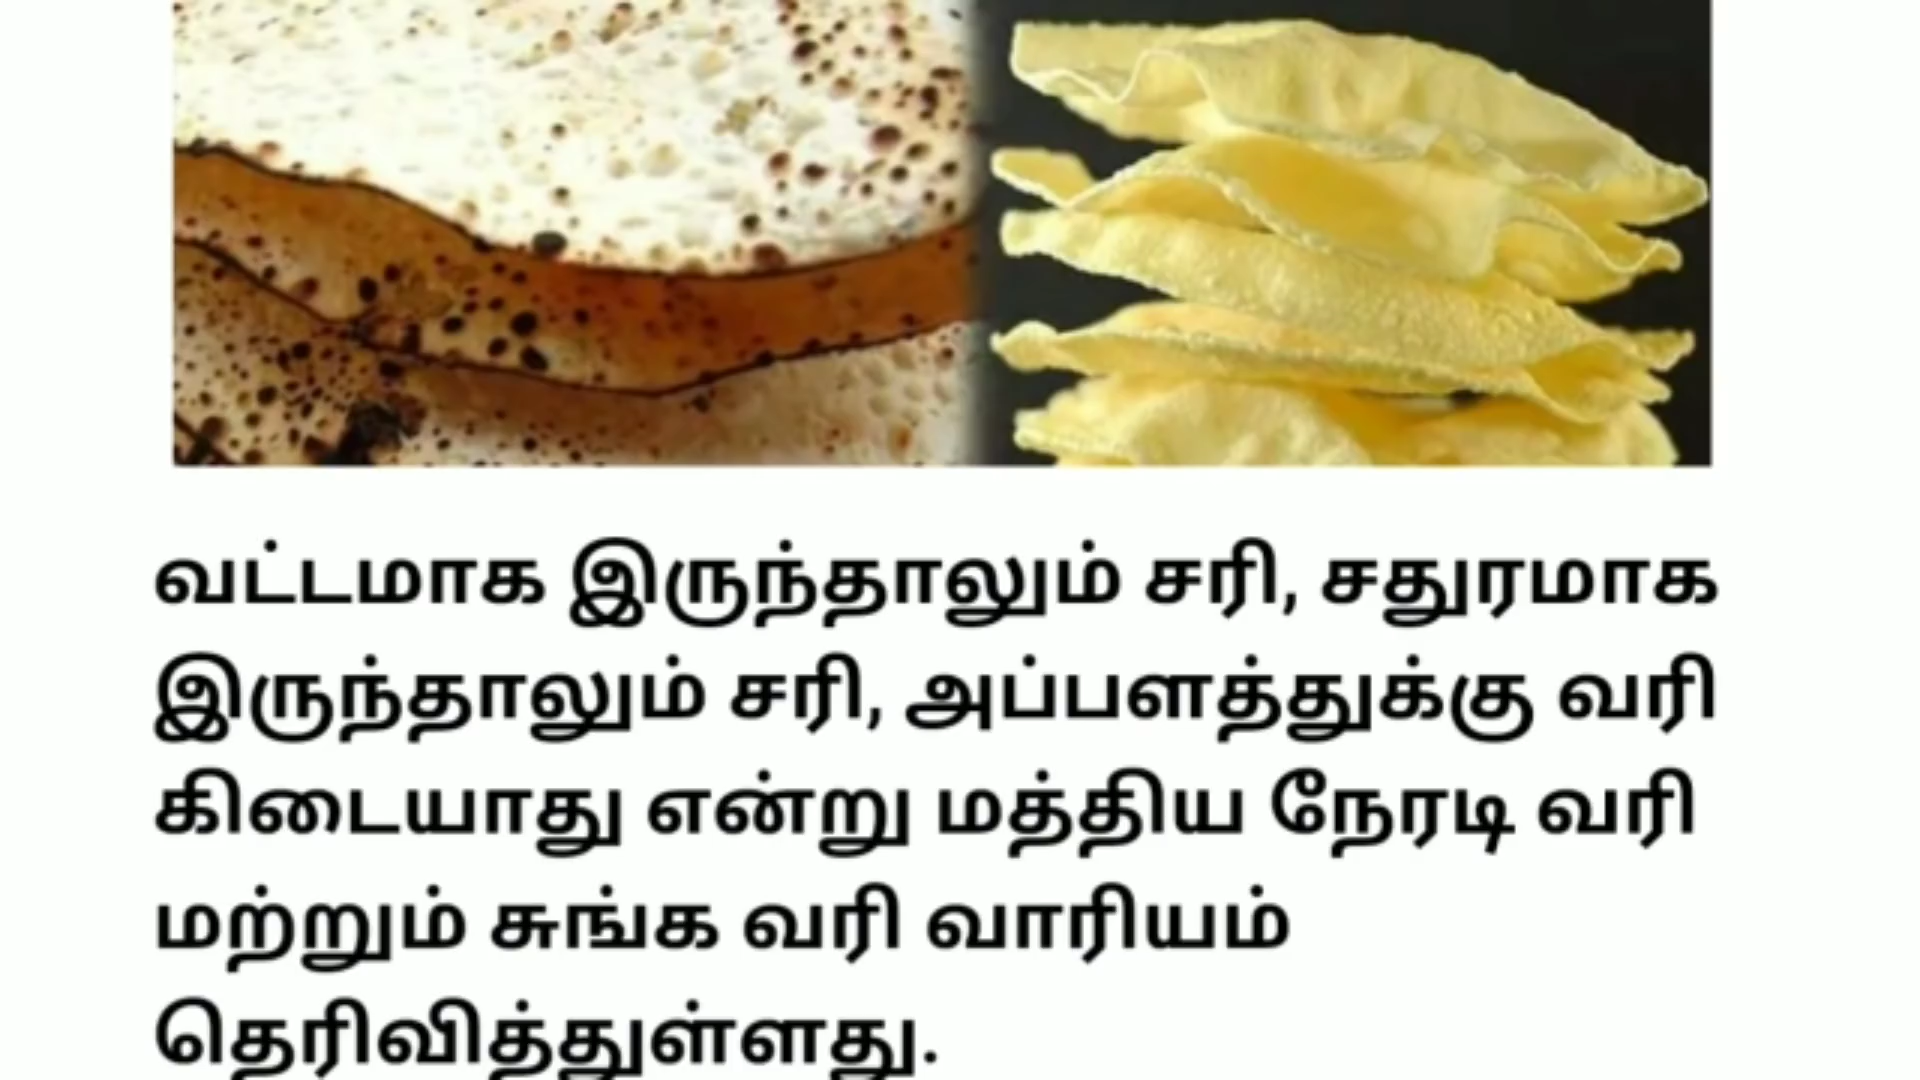 வட்டமாக இருந்தாலும் சரி, சதுரமாக
இருந்தாலும் சரி, அப்பளத்துக்கு வரி
கிடையாது என்று மத்திய நேரடி வரி
மற்றும் சுங்க வரி வாரியம்
தெரிவித்துள்ளது.